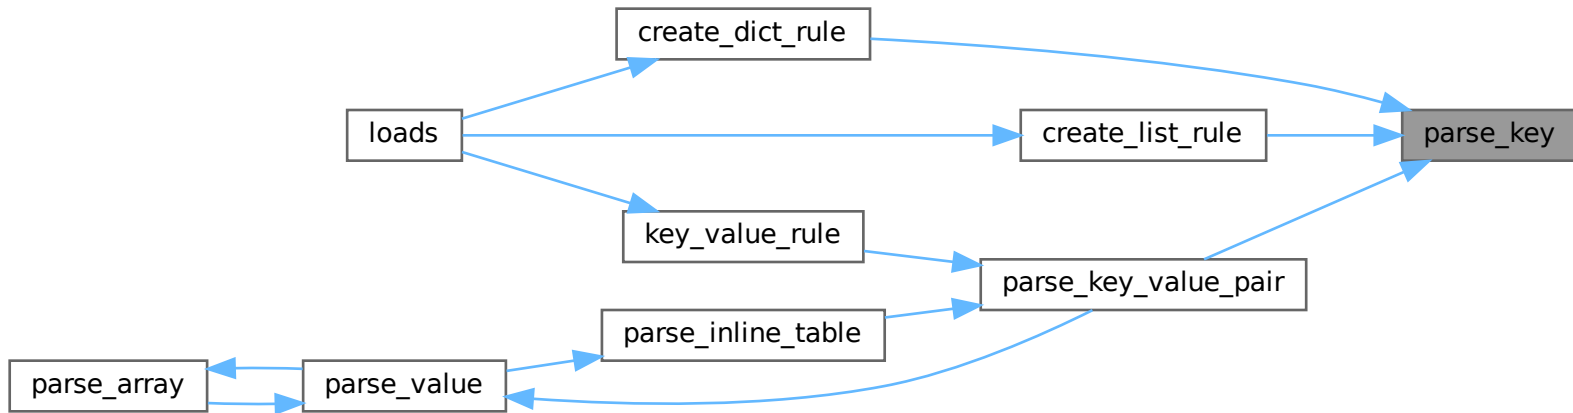 create_dict_rule
loads
create_list_rule
parse_key
key_value_rule
parse_key_value_pair
parse_inline_table
parse_array
parse_value